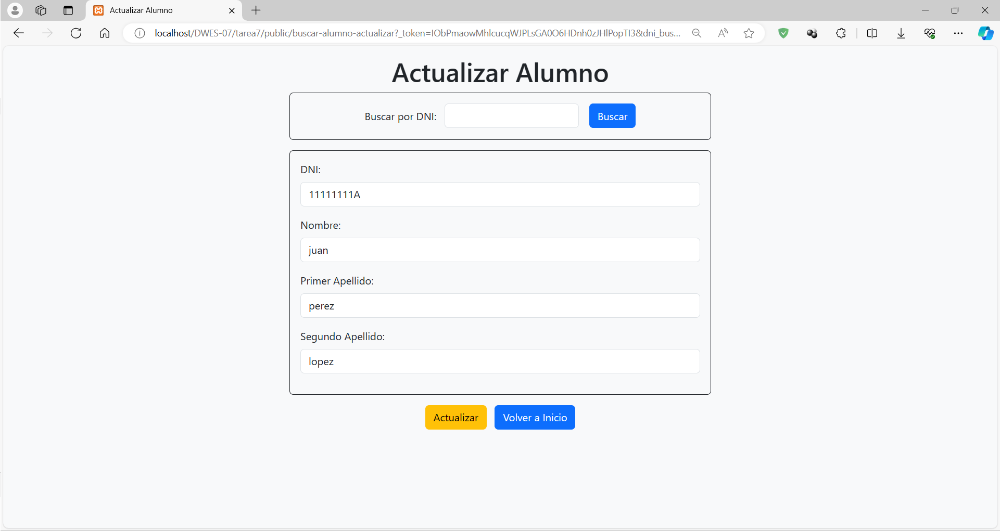 Actualizar Alumno
localhost/DWES-07/tarea7/public/buscar-alumno-actualizar?_token=IObPmaowMhlcucqWJPLsGA0O6HDnh0zJHlPopTI3&dni_bus...
Actualizar Alumno
Buscar por DNI:
Buscar
DNI:
11111111A
Nombre:
juan
Primer Apellido:
perez
Segundo Apellido:
lopez
Actualizar
Volver a Inicio